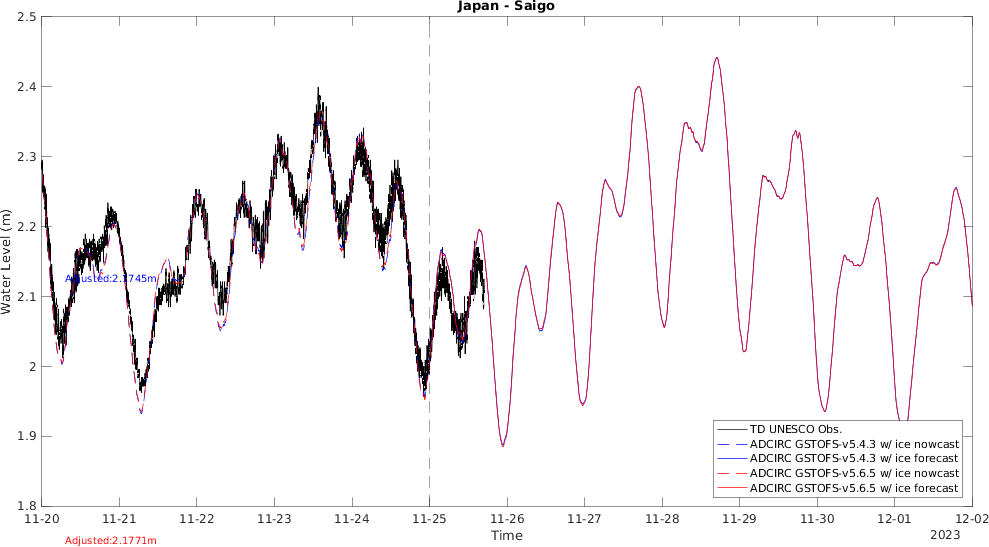 Japan - Saigo
2.5
2.4
2.3
2.2
2.1
2
1.9
1.8
Water Level (m)
Adjusted:2.1745m
TD UNESCO Obs.
ADCIRC GSTOFS-v5.4.3 w/ ice nowcast
ADCIRC GSTOFS-v5.4.3 w/ ice forecast
ADCIRC GSTOFS-v5.6.5 w/ ice nowcast
ADCIRC GSTOFS-v5.6.5 w/ ice forecast
11-20 11-21 11-22 11-23 11-24 11-25 11-26 11-27 11-28 11-29 11-30 12-01 12-02
Time
2023
Adjusted:2.1771m